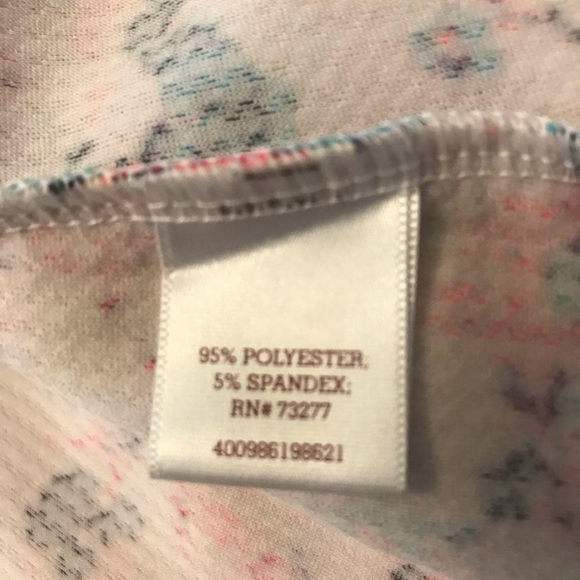 95% POLYESTER;
5% SPANDEX;
RN# 73277
400986198621